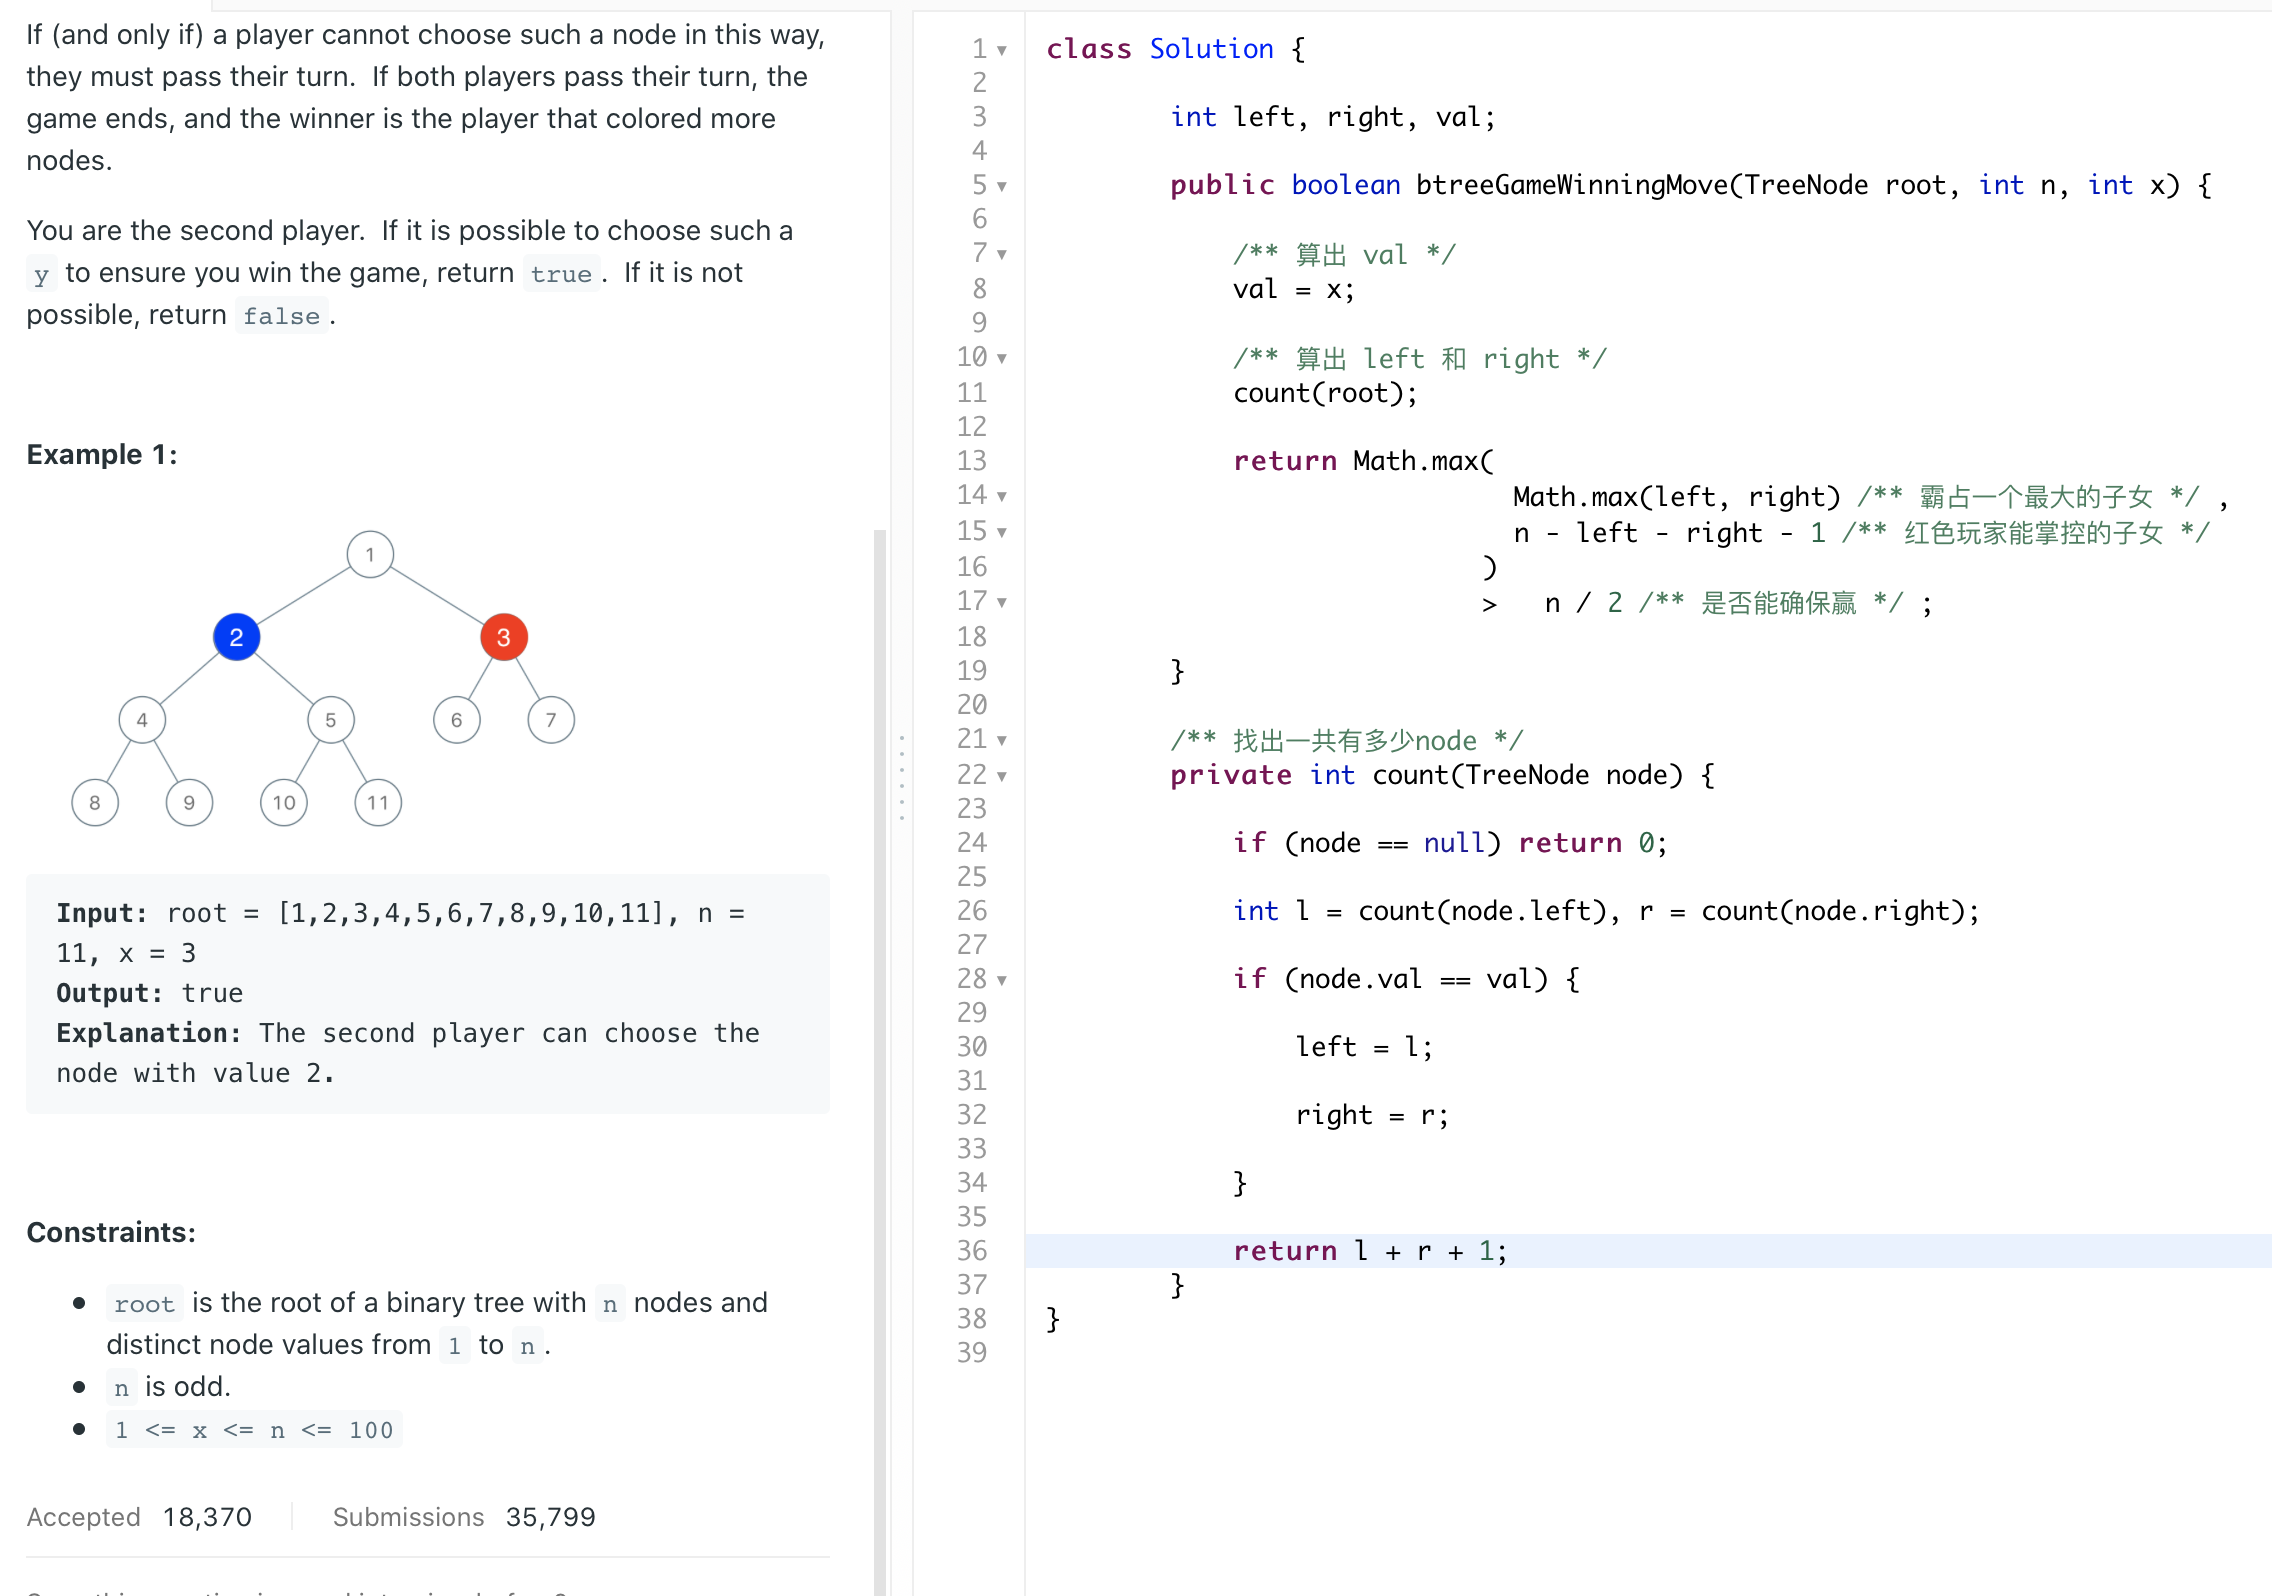 If (and only if) a player cannot choose such a node in this way,
they must pass their turn.  If both players pass their turn, the
game ends, and the winner is the player that colored more
nodes.
You are the second player.  If it is possible to choose such a
y to ensure you win the game, return true.  If it is not
possible, return false.
Example 1:
1
2
3
4
5
6
7
8
9
10
11
Input: root = [1,2,3,4,5,6,7,8,9,10,11], n =
11, x = 3
Output: true
Explanation: The second player can choose the
node with value 2.
Constraints:
root is the root of a binary tree with n nodes and
distinct node values from 1 to n.
n is odd.
1 <= x <= n <= 100
Accepted 18,370 Submissions 35,799
1 class Solution {
2
3 int left, right, val;
4
5 public boolean btreeGameWinningMove(TreeNode root, int n, int x) {
6
7 /** 算出 val */
8 val = x;
9
10 /** 算出 left 和 right */
11 count(root);
12
13 return Math.max(
14 Math.max(left, right) /** 霸占一个最大的子女 */ ,
15 n - left - right - 1 /** 红色玩家能掌控的子女 */
16 )
17 > n / 2 /** 是否能确保赢 */ ;
18
19 }
20
21 /** 找出一共有多少node */
22 private int count(TreeNode node) {
23
24 if (node == null) return 0;
25
26 int l = count(node.left), r = count(node.right);
27
28 if (node.val == val) {
29
30 left = l;
31
32 right = r;
33
34 }
35
36 return l + r + 1;
37 }
38 }
39